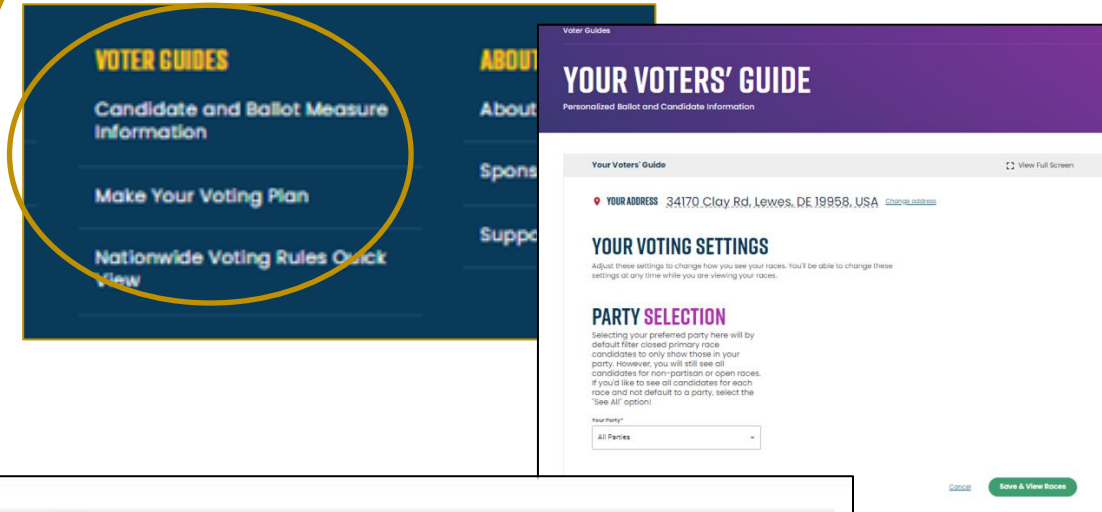 VOTER GUIDES
Candidate and Ballot Measure
Information
Make Your Voting Plan
Nationwide Voting Rules Quick
View
ABOUT
About
Voter Guides
YOUR VOTERS' GUIDE
Personalized Ballot and Candidate Information
Your Voters' Guide
View Full Screen
YOUR ADDRESS 34170 Clay Rd, Lewes, DE 19958, USA Change address
YOUR VOTING SETTINGS
Adjust these settings to change how you see your races. You'll be able to change these
settings at any time while you are viewing your races.
PARTY SELECTION
Selecting your preferred party here will by
default filter closed primary race
candidates to only show those in your
party. However, you will still see all
candidates for non-partisan or open races.
If you'd like to see all candidates for each
race and not default to a party, select the
"See All" option!
Your Party*
All Parties
Cancel
Save & View Races